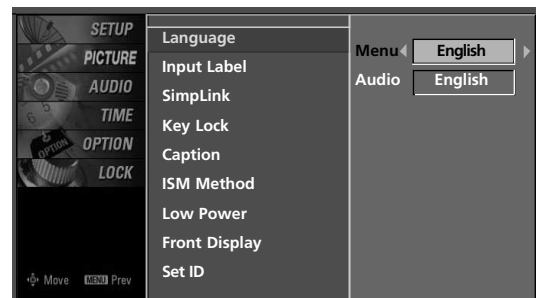 SETUP
PICTURE
AUDIO
TIME
OPTION
LOCK
Move MENU Prev
Language
Input Label
SimpLink
Key Lock
Caption
ISM Method
Low Power
Front Display
Set ID
Menu English
Audio English